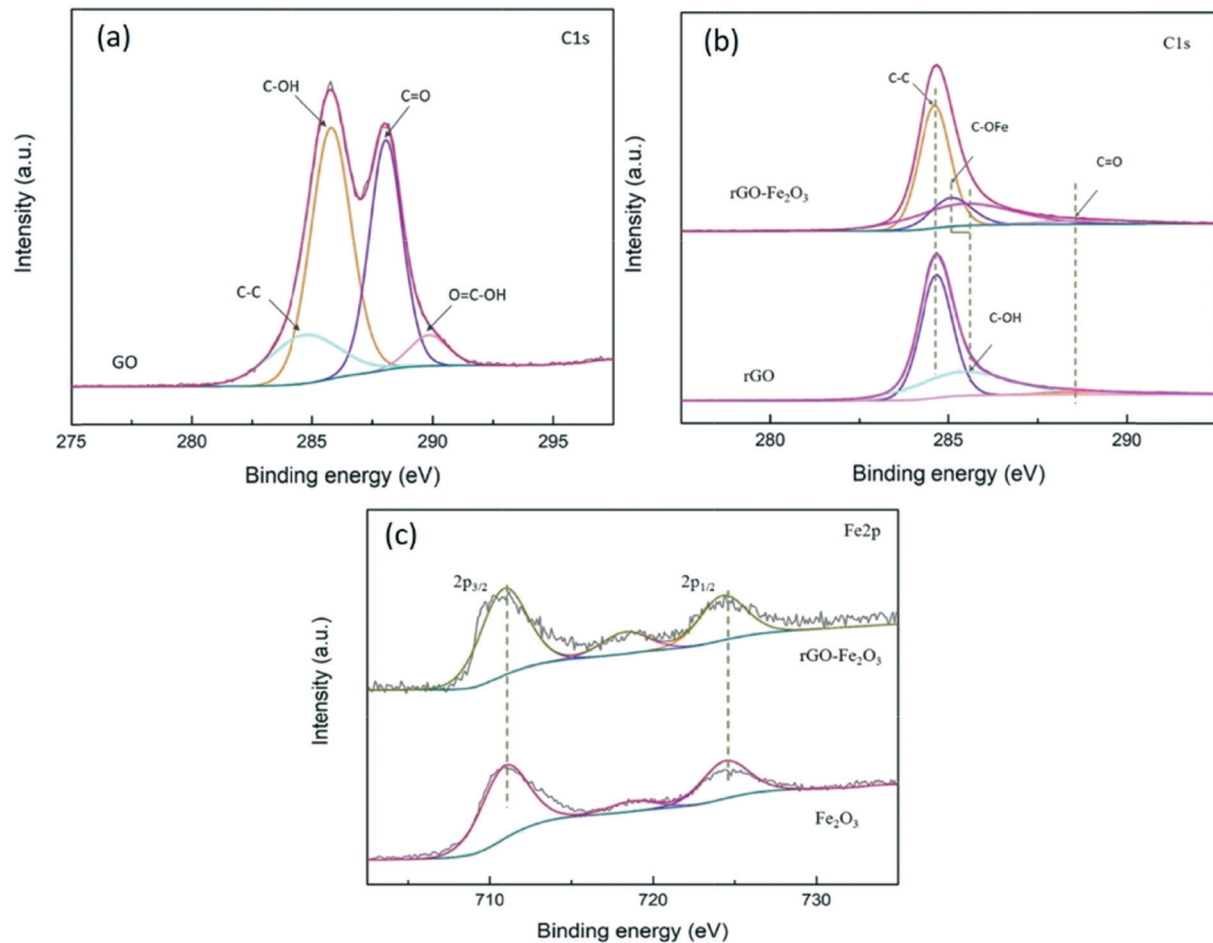 (a)
C1s
C-OH
C=O
C-C
O=C-OH
GO
Intensity (a.u.)
275 280 285 290 295
Binding energy (eV)
(b)
C1s
C-C
C-OFe
C=O
rGO-Fe₂O₃
C-OH
rGO
Intensity (a.u.)
280 285 290
Binding energy (eV)
(c)
Fe2p
2p₃/₂
2p₁/₂
rGO-Fe₂O₃
Fe₂O₃
Intensity (a.u.)
710 720 730
Binding energy (eV)